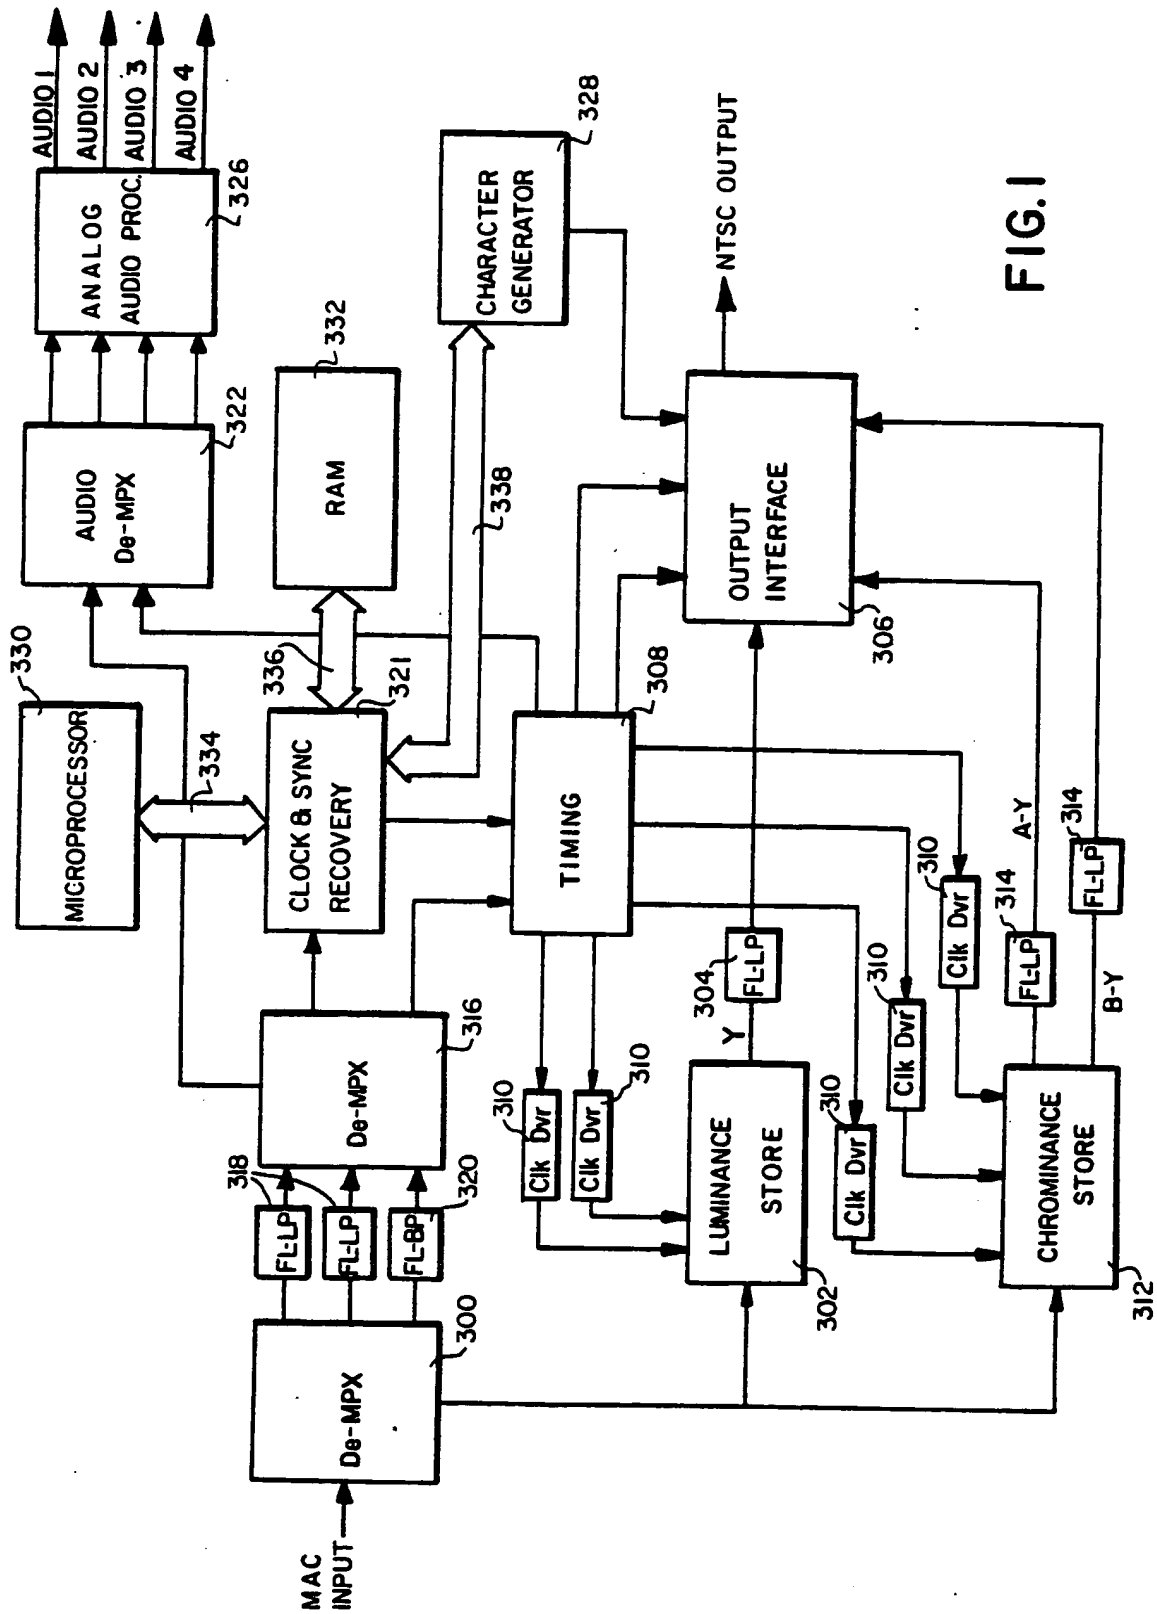 MAC
INPUT
De-MPX
300
FL-LP
FL-LP
318
FL-BP
320
De-MPX
316
MICROPROCESSOR
330
334
CLOCK & SYNC
RECOVERY
321
336
RAM
332
338
AUDIO
De-MPX
322
ANALOG
AUDIO PROC.
326
AUDIO 1
AUDIO 2
AUDIO 3
AUDIO 4
CHARACTER
GENERATOR
328
TIMING
308
310
Clk Dvr
Clk Dvr
310
LUMINANCE
STORE
302
Y
304
FL-LP
OUTPUT
INTERFACE
306
NTSC OUTPUT
310
Clk Dvr
310
Clk Dvr
310
Clk Dvr
CHROMINANCE
STORE
312
FL-LP
314
A-Y
B-Y
FL-LP
314
FIG. 1